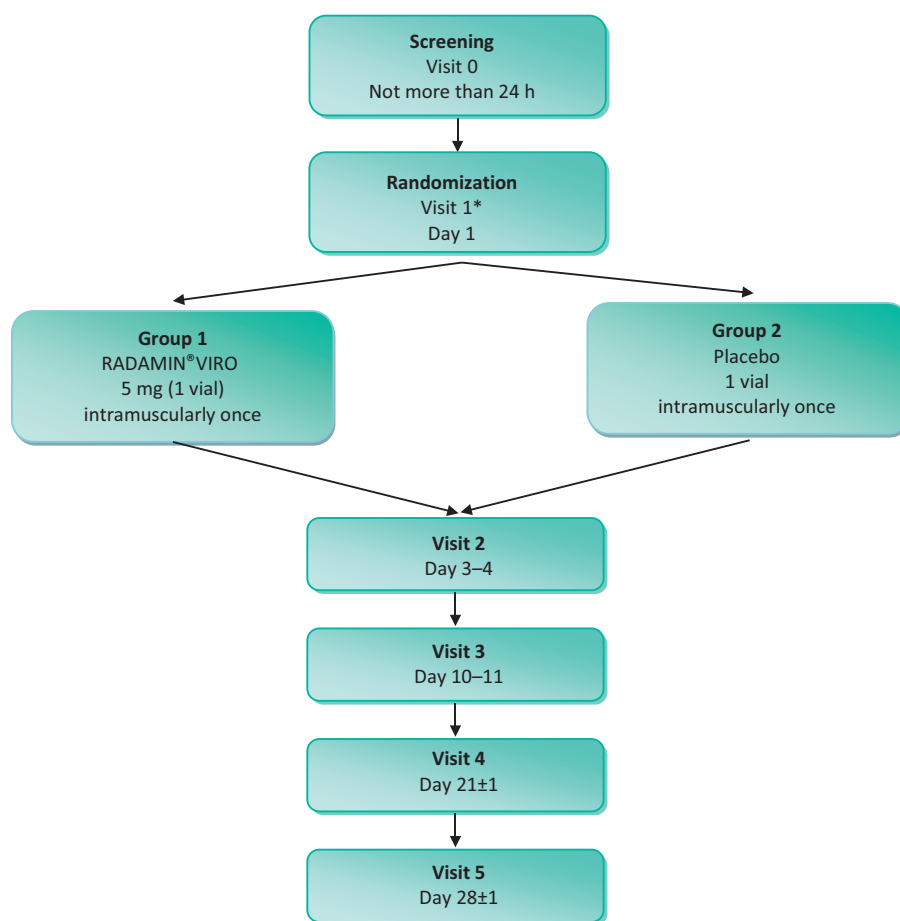 Screening
Visit 0
Not more than 24 h
Randomization
Visit 1*
Day 1
Group 1
RADAMIN®VIRO
5 mg (1 vial)
intramuscularly once
Group 2
Placebo
1 vial
intramuscularly once
Visit 2
Day 3–4
Visit 3
Day 10–11
Visit 4
Day 21±1
Visit 5
Day 28±1